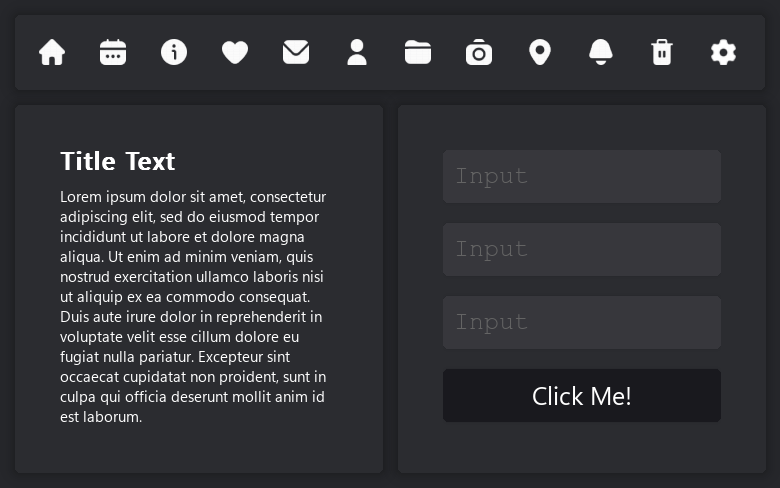 Title Text
Lorem ipsum dolor sit amet, consectetur
adipiscing elit, sed do eiusmod tempor
incididunt ut labore et dolore magna
aliqua. Ut enim ad minim veniam, quis
nostrud exercitation ullamco laboris nisi
ut aliquip ex ea commodo consequat.
Duis aute irure dolor in reprehenderit in
voluptate velit esse cillum dolore eu
fugiat nulla pariatur. Excepteur sint
occaecat cupidatat non proident, sunt in
culpa qui officia deserunt mollit anim id
est laborum.
Input
Input
Input
Click Me!